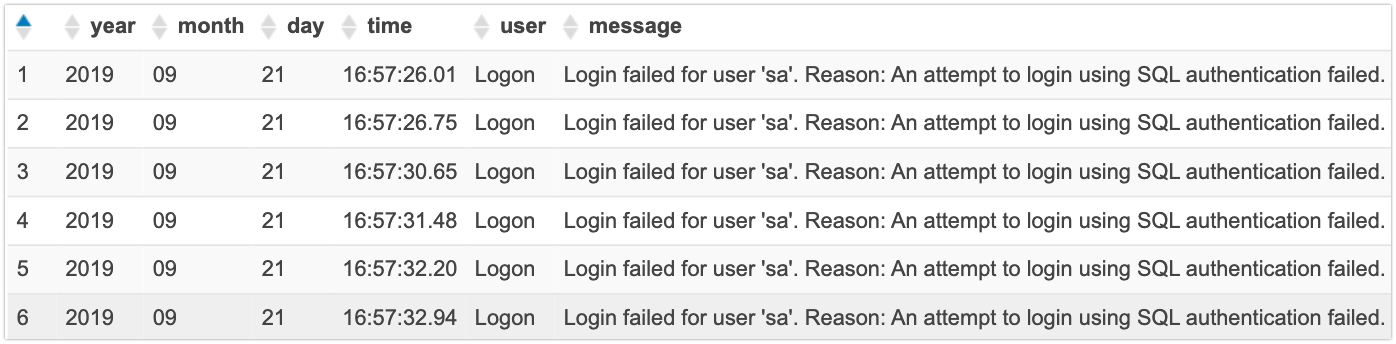 year month day time user message
1 2019 09 21 16:57:26.01 Logon Login failed for user 'sa'. Reason: An attempt to login using SQL authentication failed.
2 2019 09 21 16:57:26.75 Logon Login failed for user 'sa'. Reason: An attempt to login using SQL authentication failed.
3 2019 09 21 16:57:30.65 Logon Login failed for user 'sa'. Reason: An attempt to login using SQL authentication failed.
4 2019 09 21 16:57:31.48 Logon Login failed for user 'sa'. Reason: An attempt to login using SQL authentication failed.
5 2019 09 21 16:57:32.20 Logon Login failed for user 'sa'. Reason: An attempt to login using SQL authentication failed.
6 2019 09 21 16:57:32.94 Logon Login failed for user 'sa'. Reason: An attempt to login using SQL authentication failed.